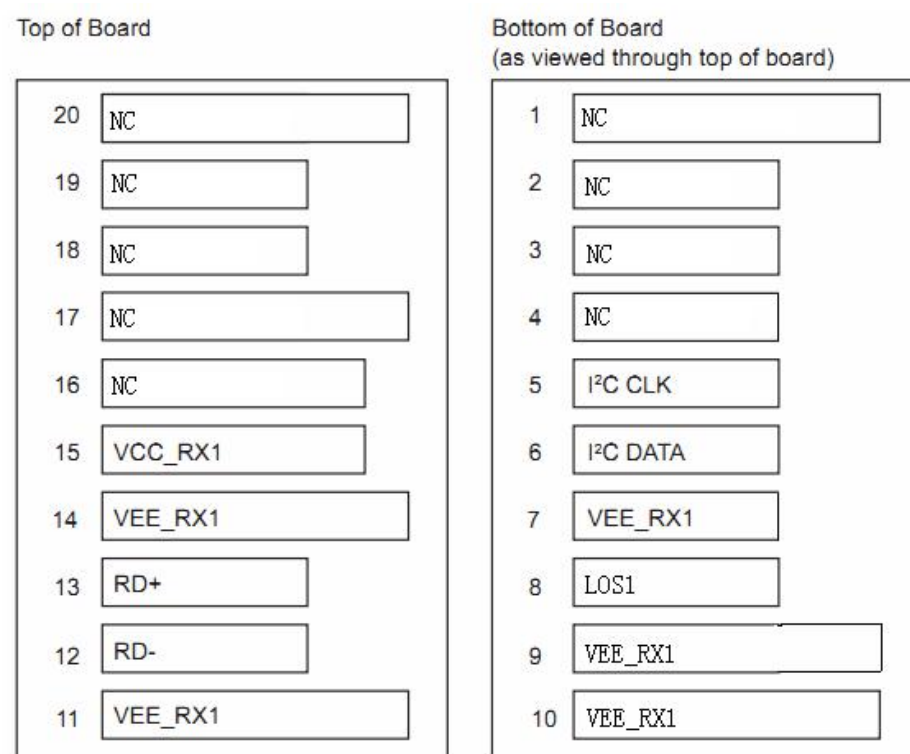 Top of Board
20 NC
19 NC
18 NC
17 NC
16 NC
15 VCC_RX1
14 VEE_RX1
13 RD+
12 RD-
11 VEE_RX1
Bottom of Board
(as viewed through top of board)
1 NC
2 NC
3 NC
4 NC
5 I²C CLK
6 I²C DATA
7 VEE_RX1
8 LOS1
9 VEE_RX1
10 VEE_RX1